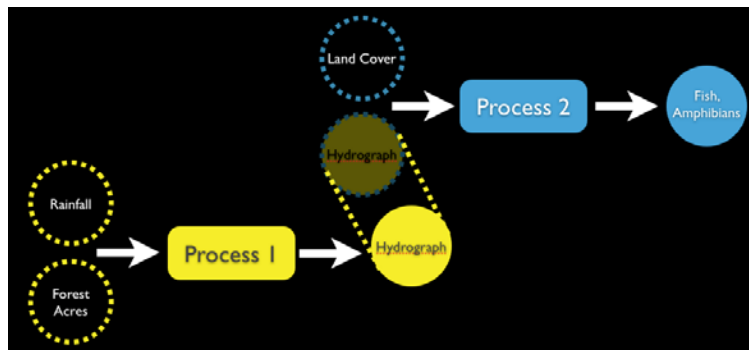 Land Cover
Process 2
Fish,
Amphibians
Hydrograph
Rainfall
Process 1
Hydrograph
Forest
Acres